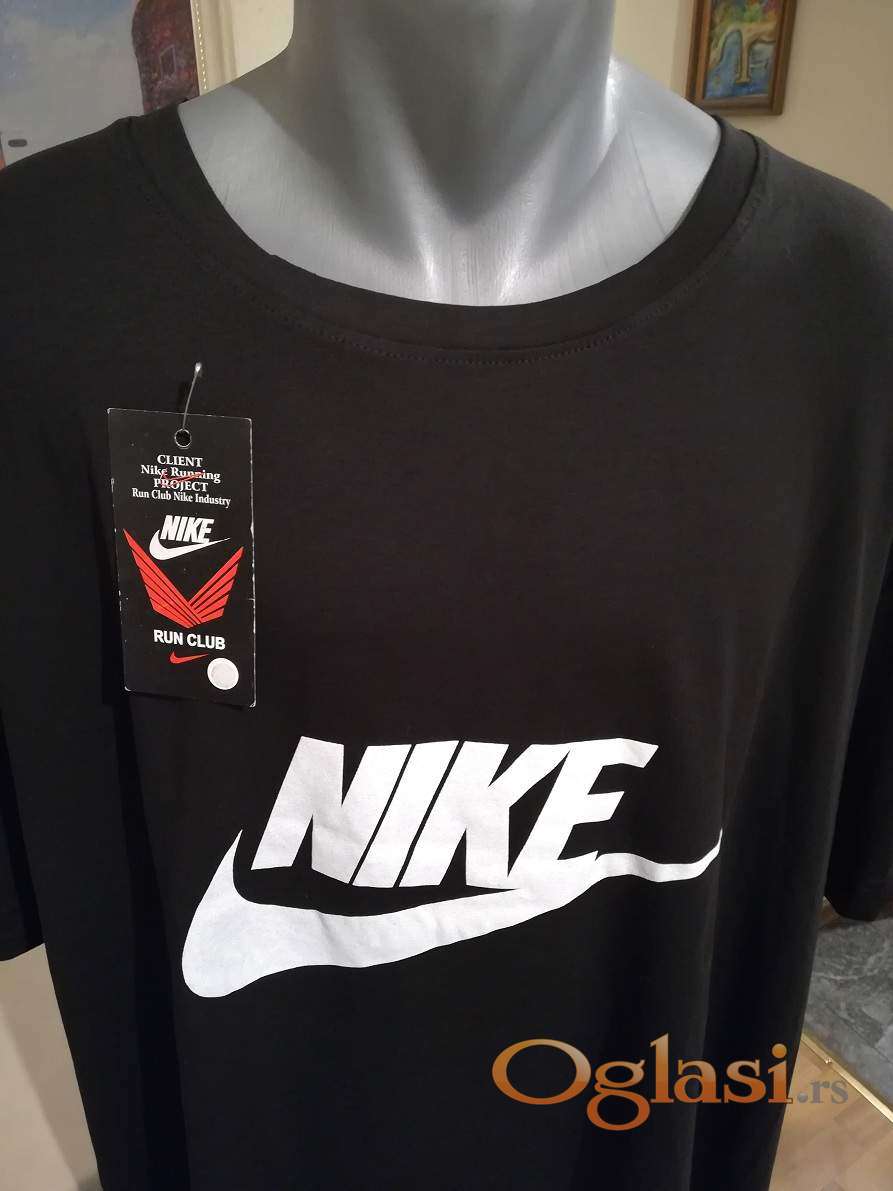 CLIENT
Nike Running
PROJECT
Run Club Nike Industry
NIKE
RUN CLUB
NIKE
Oglasi.rs